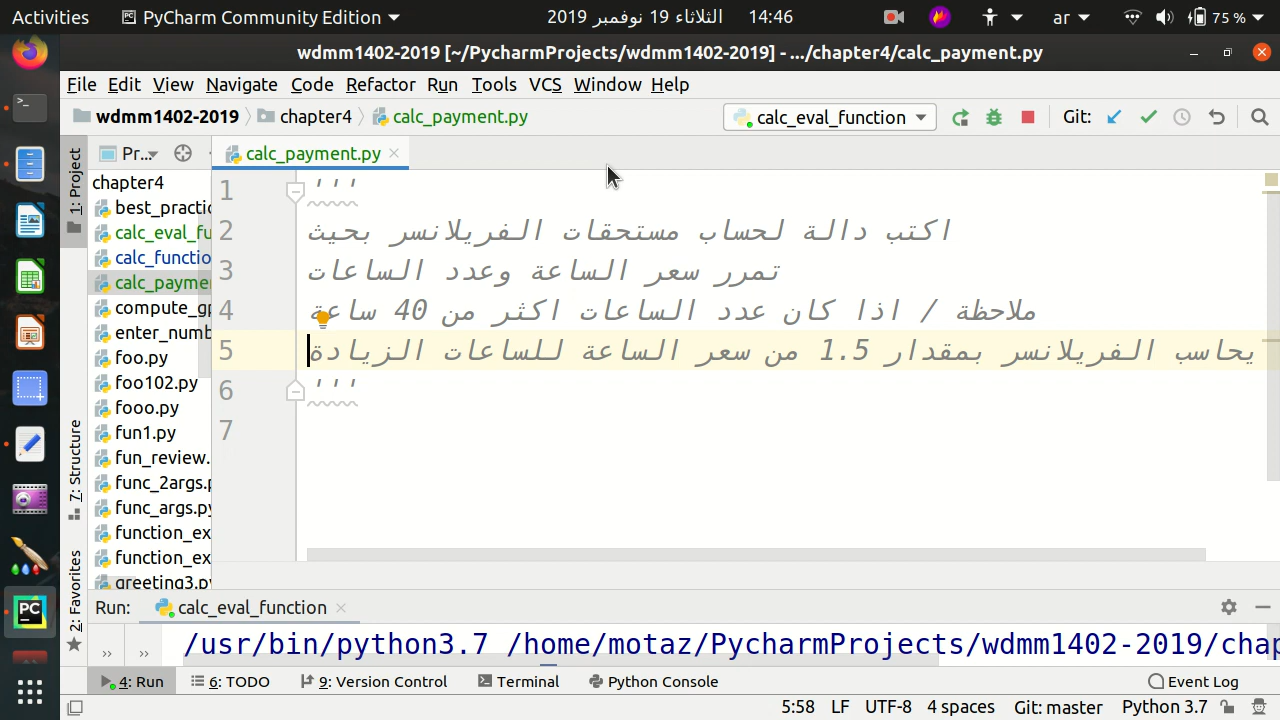 Activities
PyCharm Community Edition
الثلاثاء 19 نوفمبر 2019 14:46
ar
75 %
wdmm1402-2019 [~/PycharmProjects/wdmm1402-2019] - .../chapter4/calc_payment.py
File Edit View Navigate Code Refactor Run Tools VCS Window Help
wdmm1402-2019 chapter4 calc_payment.py
calc_eval_function
Git:
1: Project
Pr...
calc_payment.py
chapter4
best_practic
calc_eval_fu
calc_functio
calc_payme
compute_g
enter_numb
foo.py
foo102.py
fooo.py
fun1.py
fun_review.
func_2args.p
func_args.py
function_ex
function_ex
greeting3.py
7: Structure
2: Favorites
1 '''
2 اكتب دالة لحساب مستحقات الفريلانسر بحيث
3 تمرر سعر الساعة وعدد الساعات
4 ملاحظة / اذا كان عدد الساعات اكثر من 40 ساعة
5 يحاسب الفريلانسر بمقدار 1.5 من سعر الساعة للساعات الزيادة
6 '''
7
Run: calc_eval_function
/usr/bin/python3.7 /home/motaz/PycharmProjects/wdmm1402-2019/chap
4: Run 6: TODO 9: Version Control Terminal Python Console Event Log
5:58 LF UTF-8 4 spaces Git: master Python 3.7